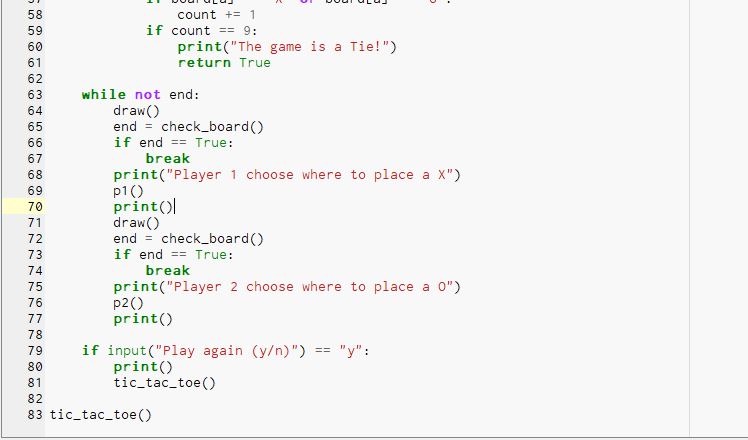 58 count += 1
59 if count == 9:
60 print("The game is a Tie!")
61 return True
62
63 while not end:
64 draw()
65 end = check_board()
66 if end == True:
67 break
68 print("Player 1 choose where to place a X")
69 p1()
70 print()
71 draw()
72 end = check_board()
73 if end == True:
74 break
75 print("Player 2 choose where to place a O")
76 p2()
77 print()
78
79 if input("Play again (y/n)") == "y":
80 print()
81 tic_tac_toe()
82
83 tic_tac_toe()